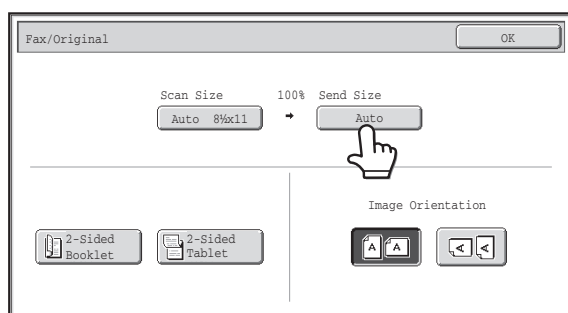 Fax/Original
OK
Scan Size
100%
Send Size
Auto 8½x11
Auto
Image Orientation
2-Sided
Booklet
2-Sided
Tablet
A A
A A